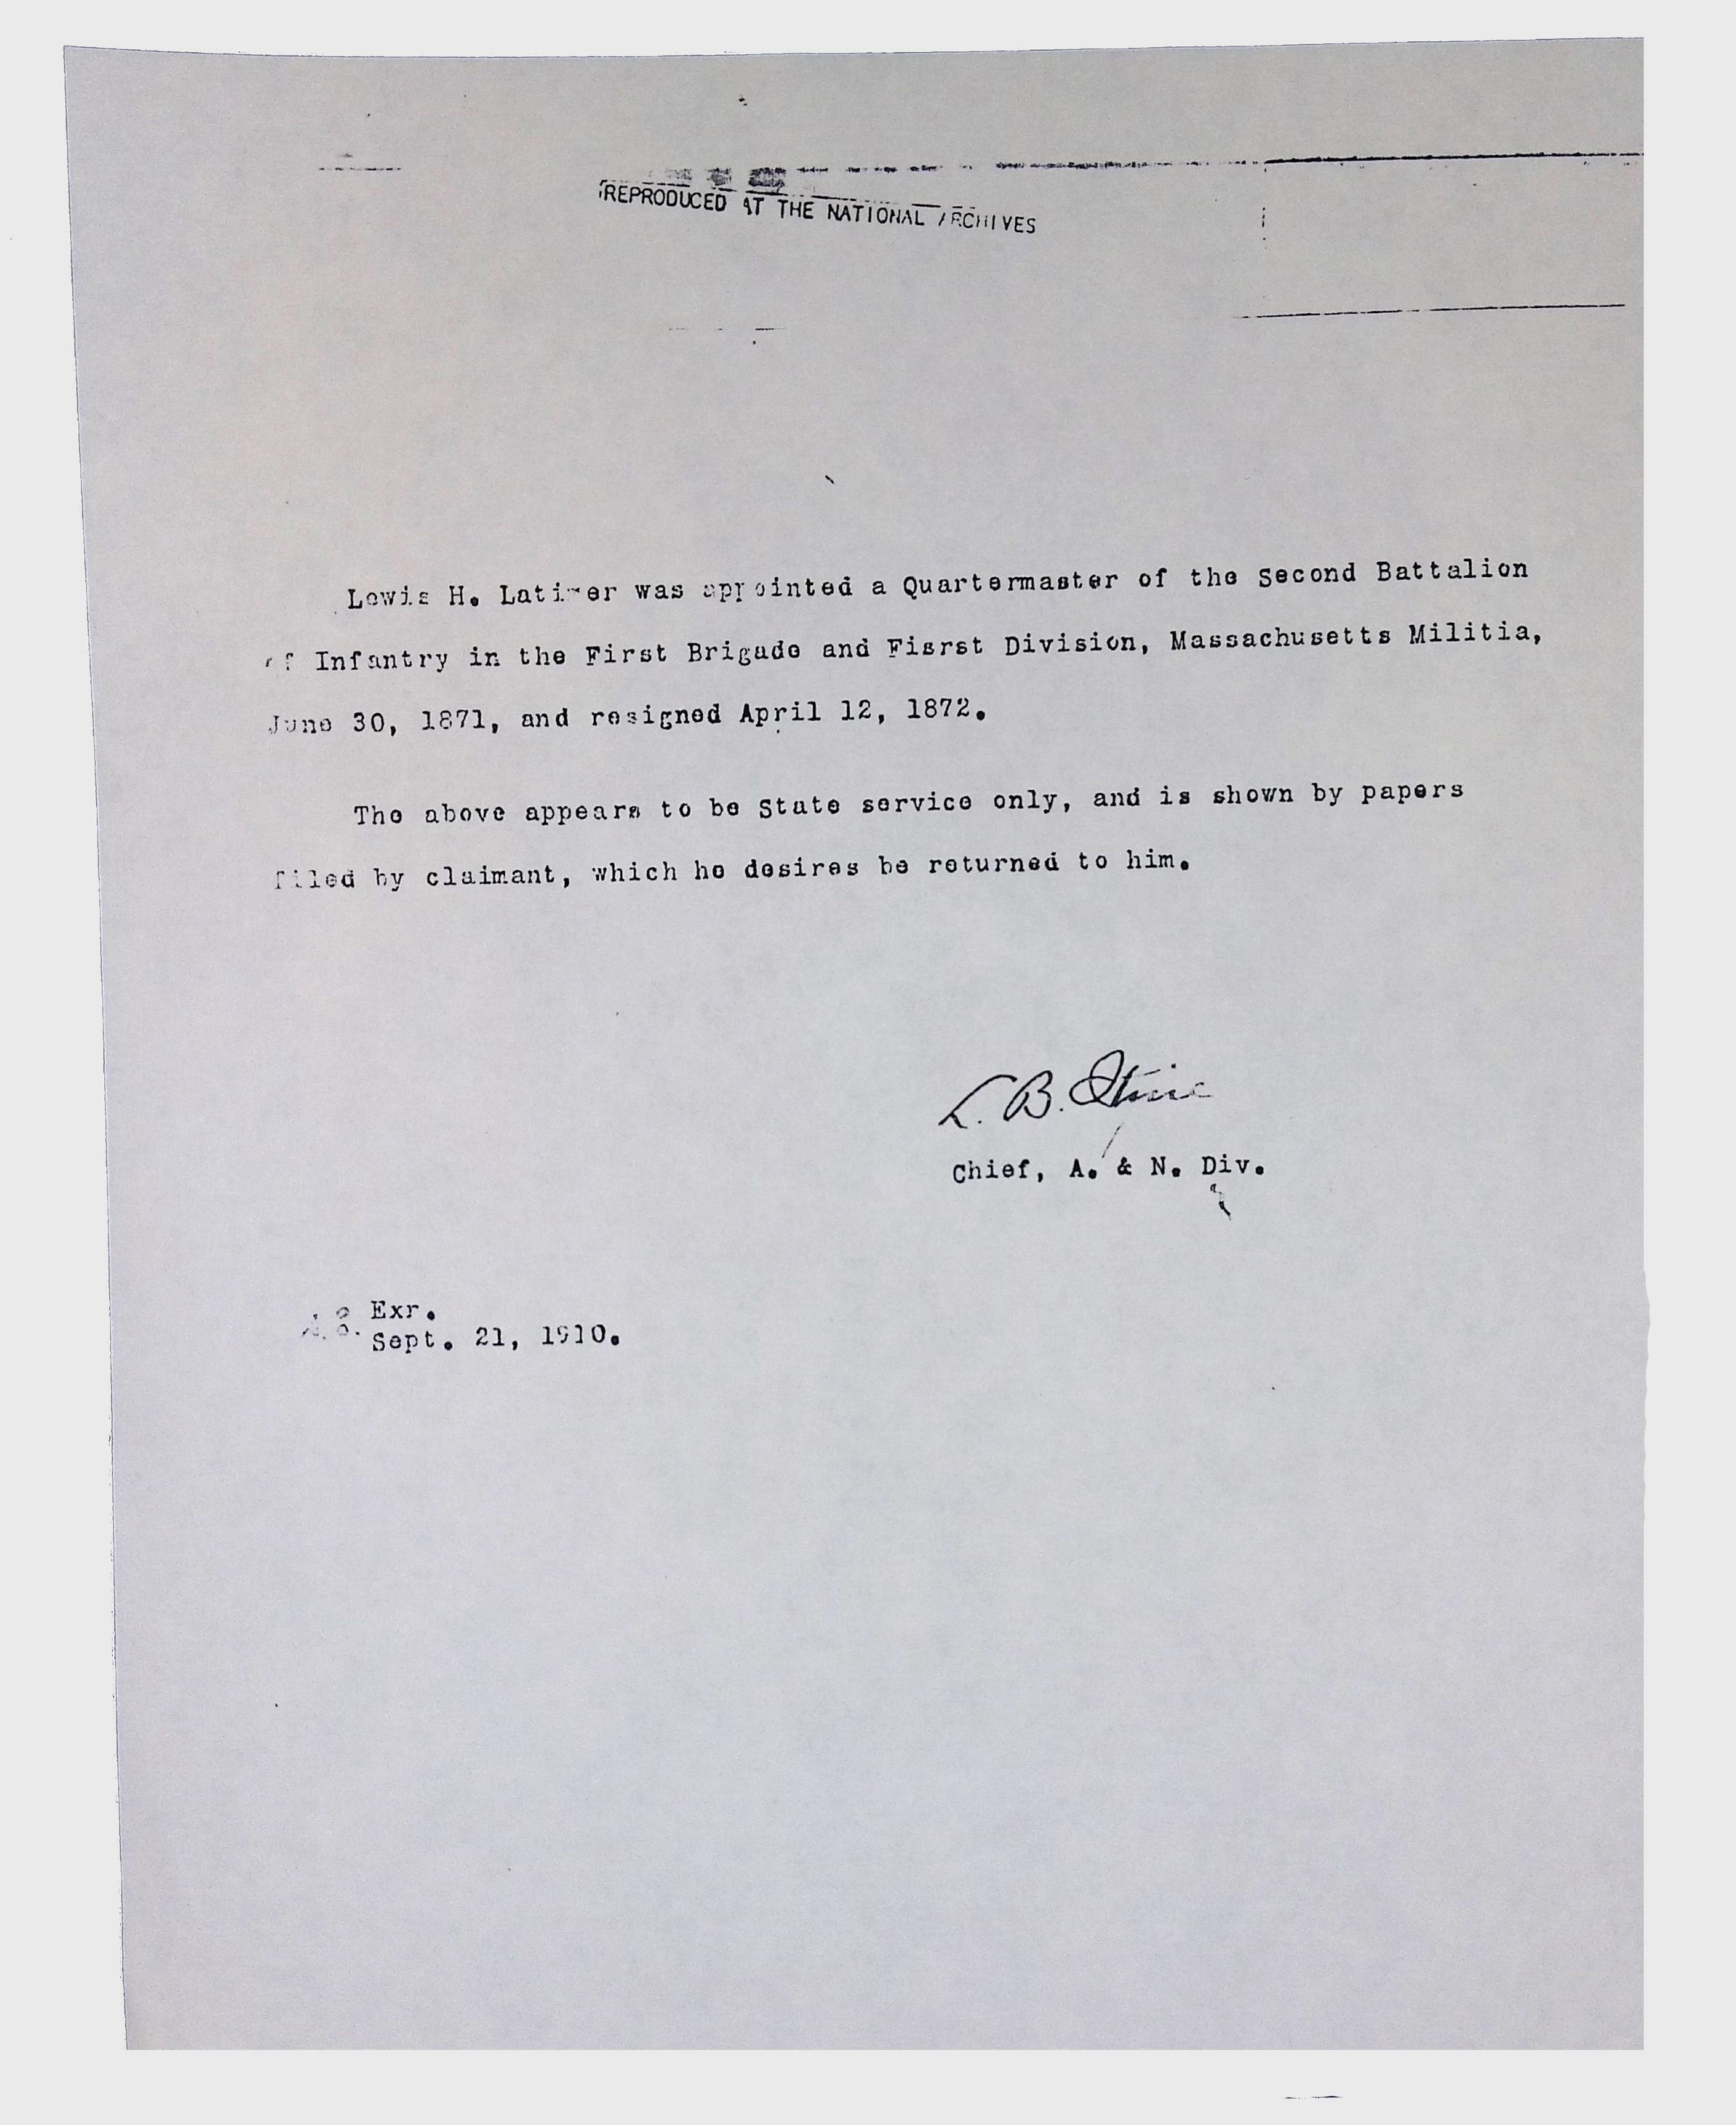 REPRODUCED AT THE NATIONAL ARCHIVES
Lewis H. Latimer was appointed a Quartermaster of the Second Battalion
of Infantry in the First Brigade and Fisrst Division, Massachusetts Militia,
June 30, 1871, and resigned April 12, 1872.
The above appears to be State service only, and is shown by papers
filed by claimant, which he desires be returned to him.
L. B. Stine
Chief, A. & N. Div.
Exr.
Sept. 21, 1910.